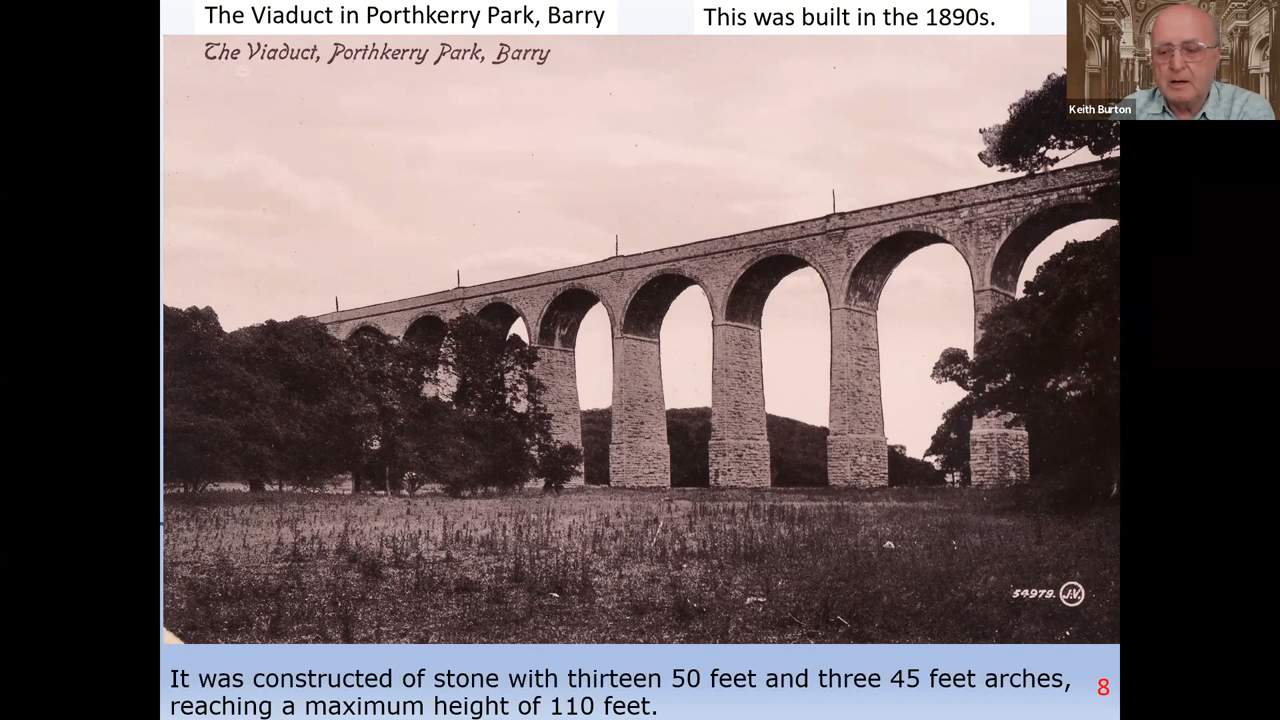 The Viaduct in Porthkerry Park, Barry
This was built in the 1890s.
The Viaduct, Porthkerry Park, Barry
Keith Burton
54979. J.V.
It was constructed of stone with thirteen 50 feet and three 45 feet arches,
reaching a maximum height of 110 feet.
8